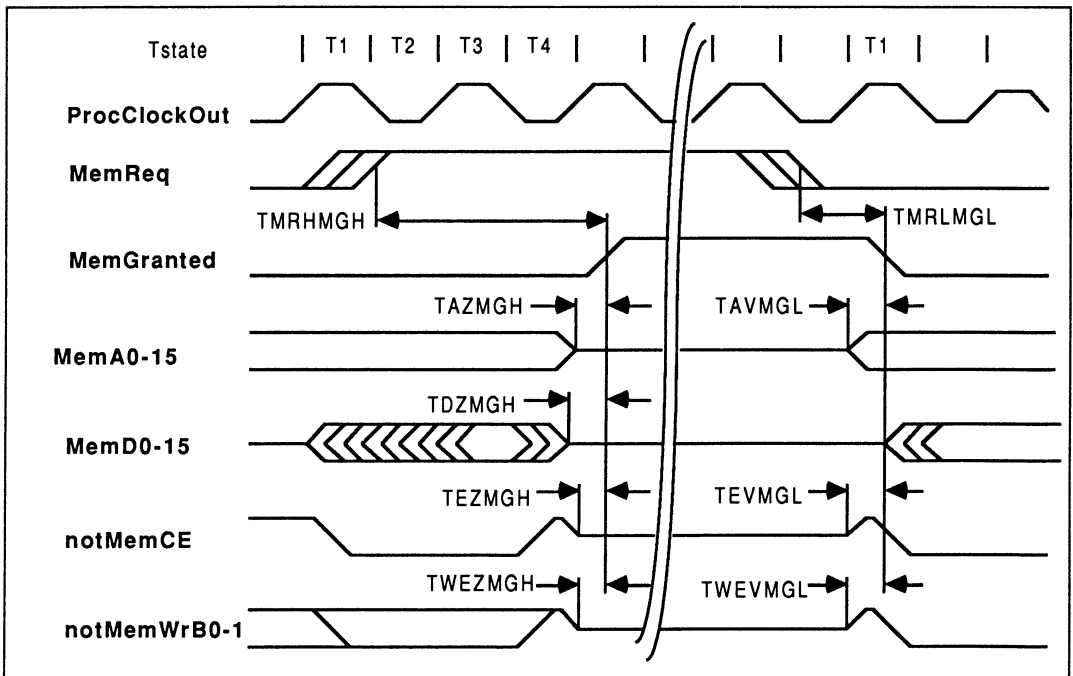 Tstate | T1 | T2 | T3 | T4 | | | | | T1 | |
ProcClockOut
MemReq
TMRHMGH TMRLMGL
MemGranted
TAZMGH TAVMGL
MemA0-15
TDZMGH
MemD0-15
TEZMGH TEVMGL
notMemCE
TWEZMGH TWEVMGL
notMemWrB0-1